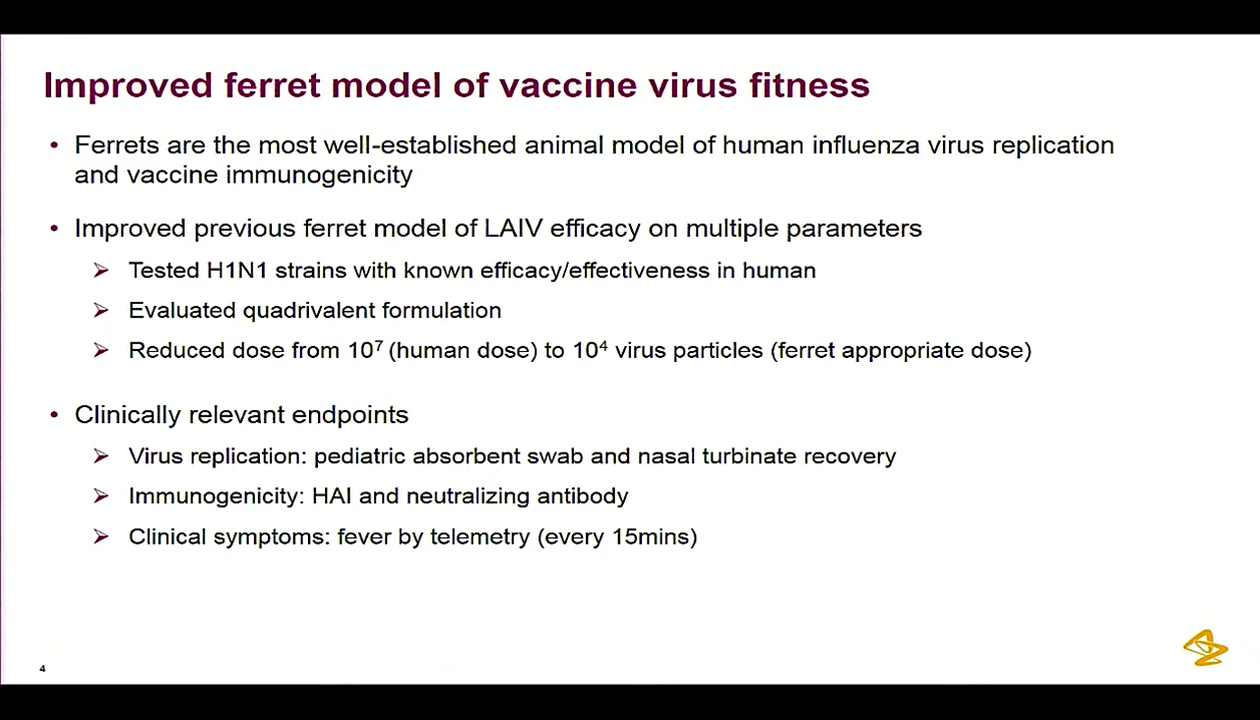 Improved ferret model of vaccine virus fitness
• Ferrets are the most well-established animal model of human influenza virus replication
and vaccine immunogenicity
• Improved previous ferret model of LAIV efficacy on multiple parameters
➢ Tested H1N1 strains with known efficacy/effectiveness in human
➢ Evaluated quadrivalent formulation
➢ Reduced dose from 10⁷ (human dose) to 10⁴ virus particles (ferret appropriate dose)
• Clinically relevant endpoints
➢ Virus replication: pediatric absorbent swab and nasal turbinate recovery
➢ Immunogenicity: HAI and neutralizing antibody
➢ Clinical symptoms: fever by telemetry (every 15mins)
4